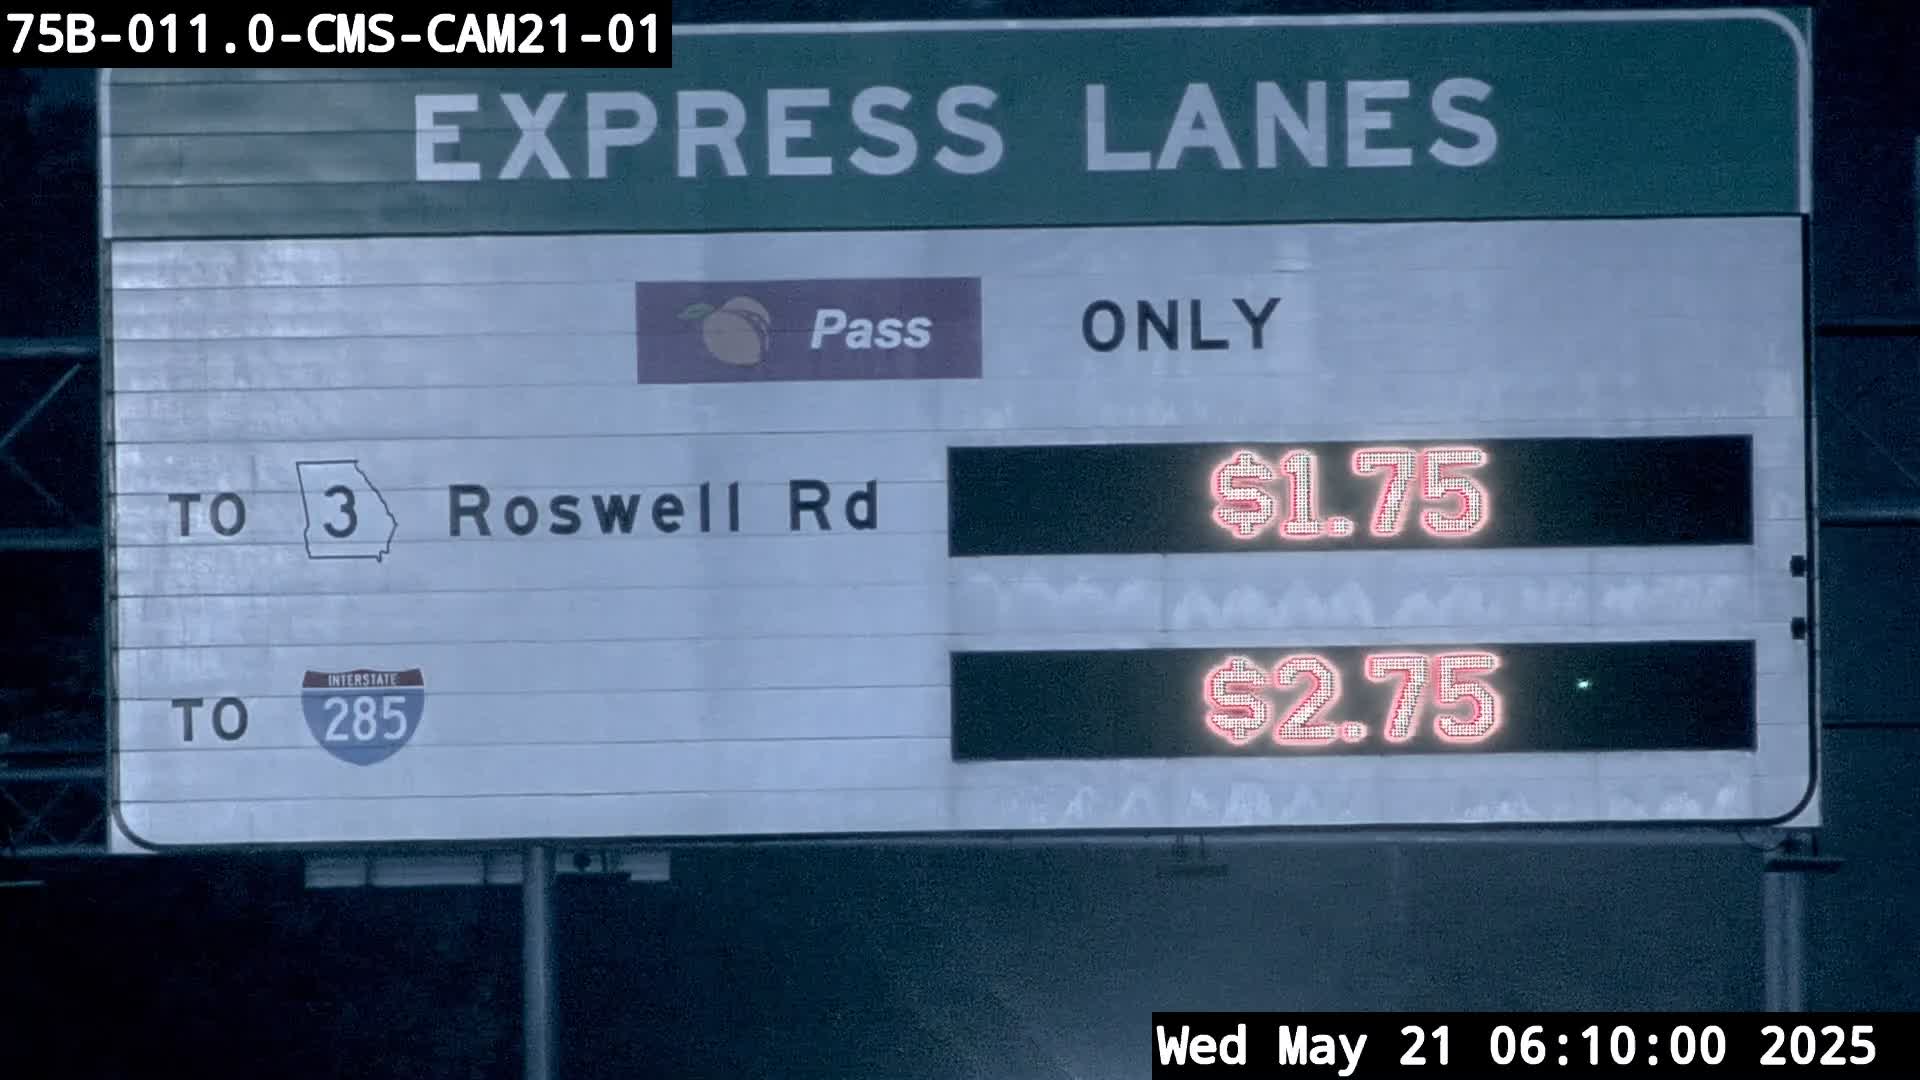 75B-011.0-CMS-CAM21-01
EXPRESS LANES
Pass ONLY
TO 3 Roswell Rd $1.75
INTERSTATE
TO 285 $2.75
Wed May 21 06:10:00 2025